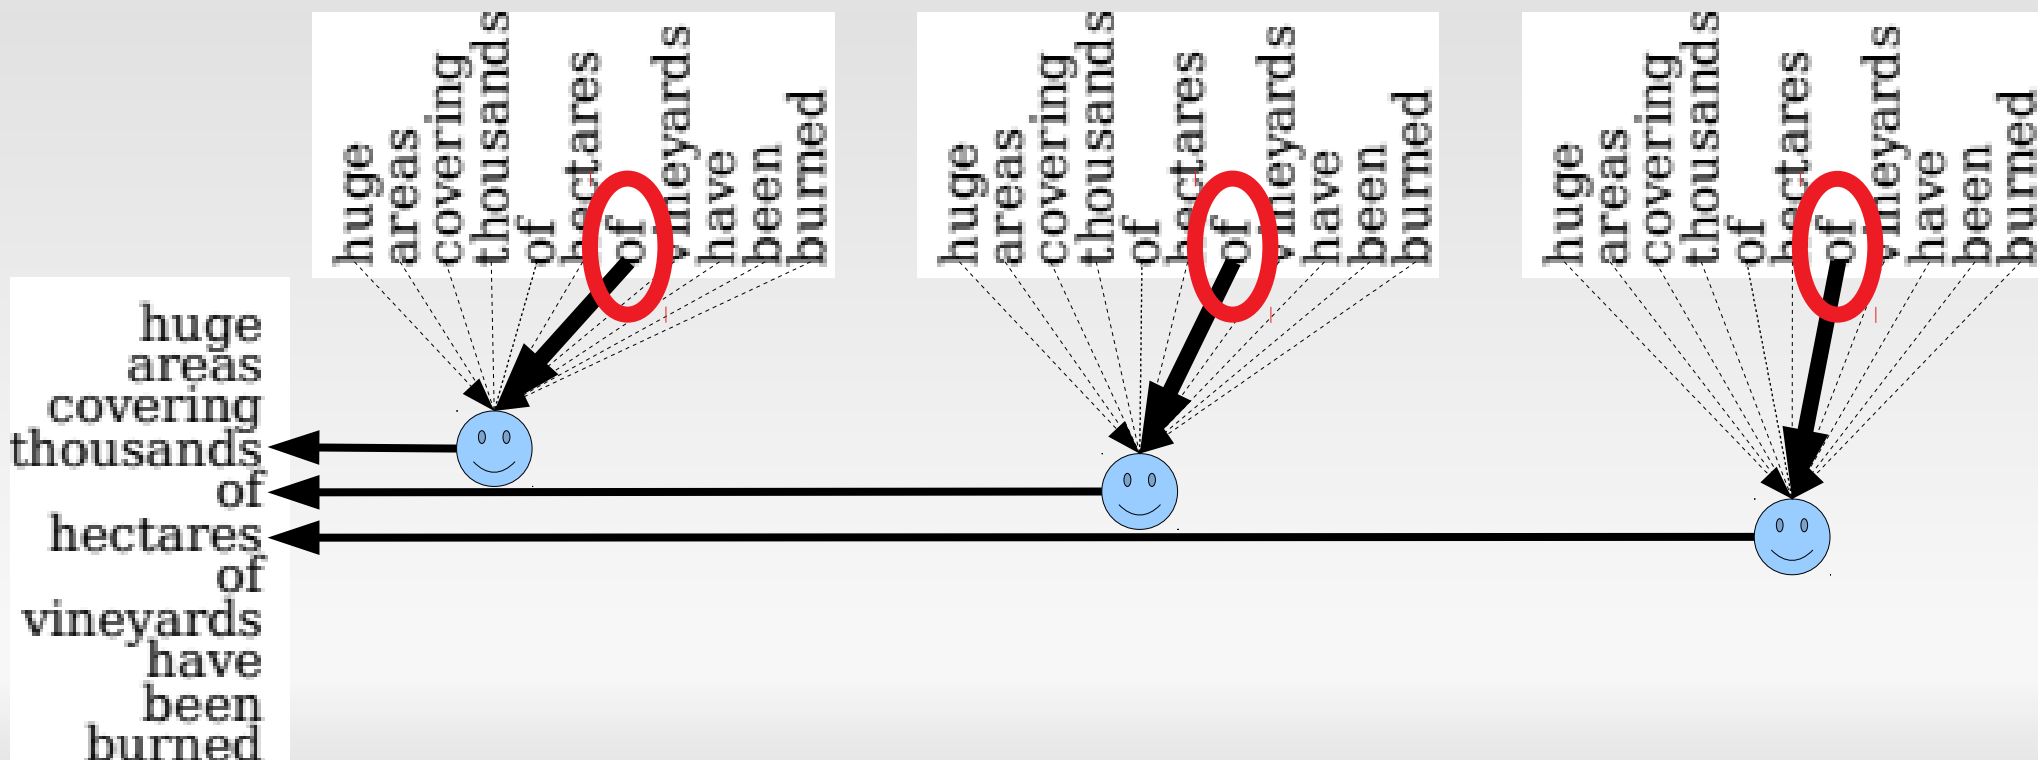 huge
areas
covering
thousands
of
hectares
of
vineyards
have
been
burned
huge
areas
covering
thousands
of
hectares
of
vineyards
have
been
burned
huge
areas
covering
thousands
of
hectares
of
vineyards
have
been
burned
huge
areas
covering
thousands
of
hectares
of
vineyards
have
been
burned